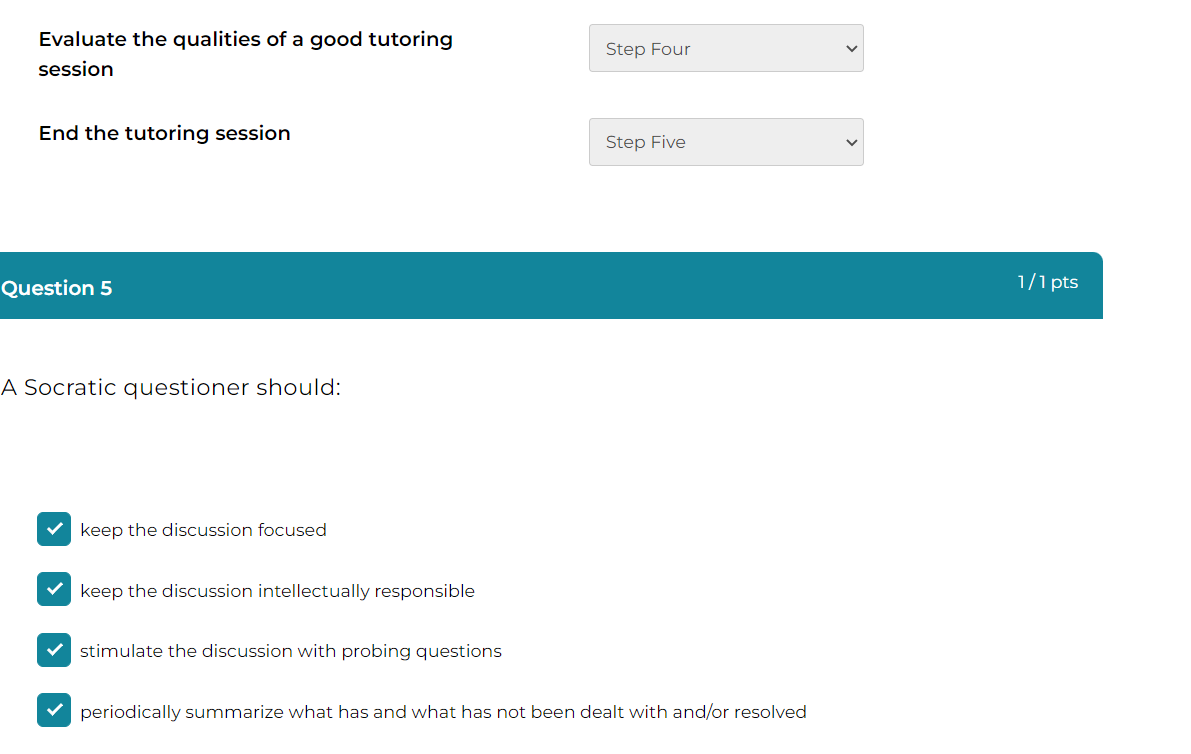 Evaluate the qualities of a good tutoring
session
Step Four
End the tutoring session
Step Five
Question 5
1 / 1 pts
A Socratic questioner should:
keep the discussion focused
keep the discussion intellectually responsible
stimulate the discussion with probing questions
periodically summarize what has and what has not been dealt with and/or resolved